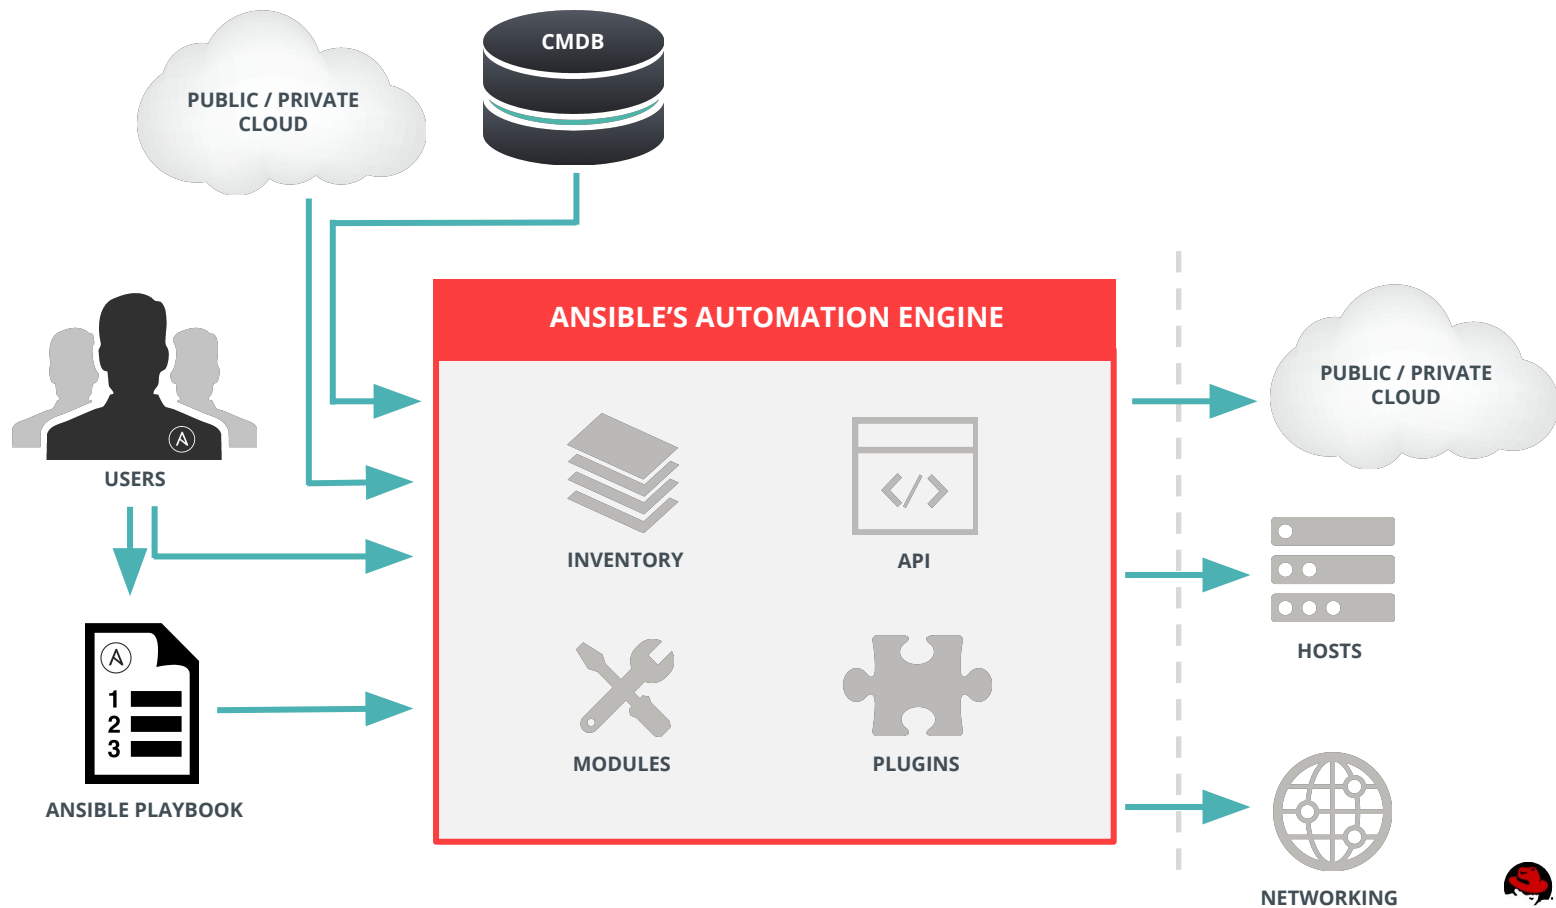 CMDB
PUBLIC / PRIVATE
CLOUD
ANSIBLE’S AUTOMATION ENGINE
PUBLIC / PRIVATE
CLOUD
A
USERS
INVENTORY
API
HOSTS
A
1
2
3
MODULES
PLUGINS
ANSIBLE PLAYBOOK
NETWORKING